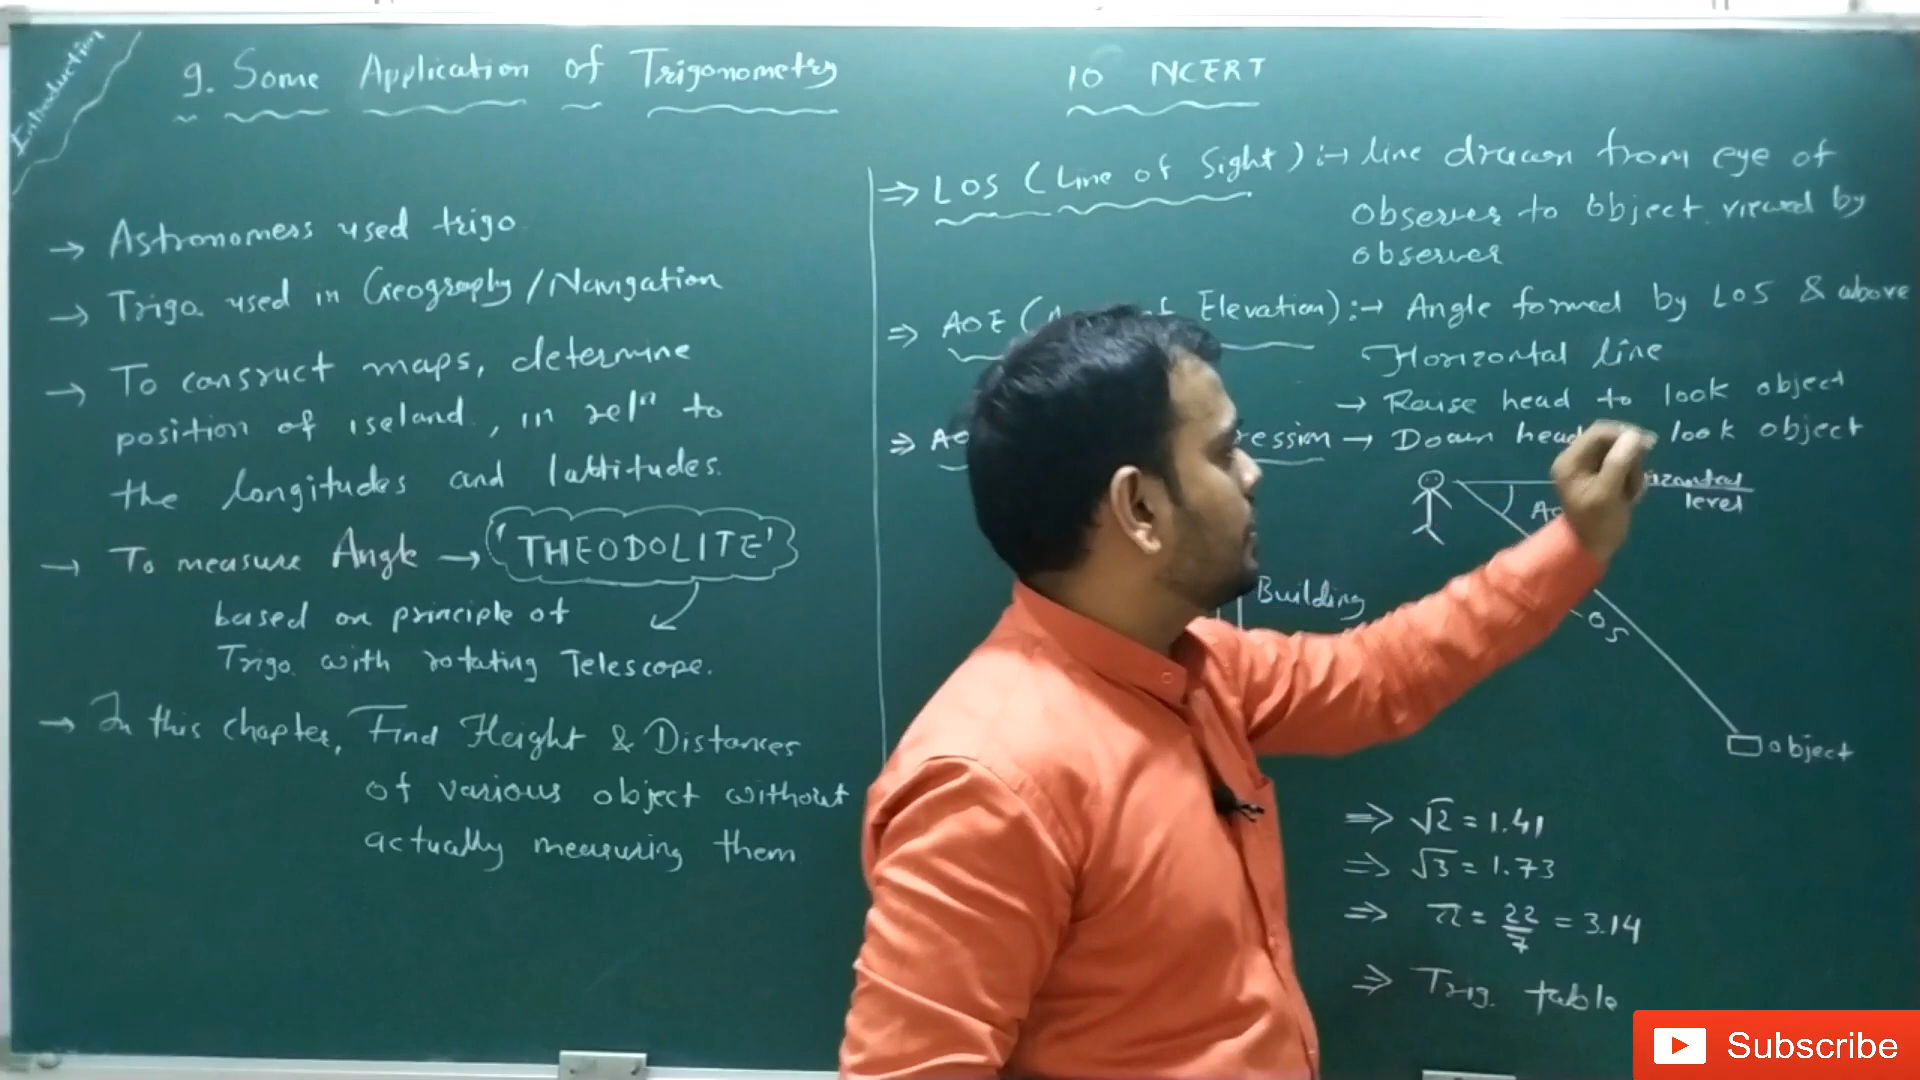 Introduction
9. Some Application of Trigonometry
10 NCERT
→ Astronomers used trigo
→ Trigo. used in Geography/Navigation
→ To consruct maps, determine
position of iseland, in relⁿ to
the longitudes and lattitudes.
→ To measure Angle → 'THEODOLITE'
based on principle of
Trigo. with rotating Telescope.
→ In this chapter, Find Height & Distances
of various object without
actually measuring them
⇒ LOS (Line of Sight) :→ line drawn from eye of
observer to object viewed by
observer
⇒ AOE ( of Elevation) :→ Angle formed by LOS & above
Horizontal line
→ Rause head to look object
⇒ ression → Down head look object
level
Building
object
⇒ √2 = 1.41
⇒ √3 = 1.73
⇒ π = 22/7 = 3.14
⇒ Trig. table
Subscribe